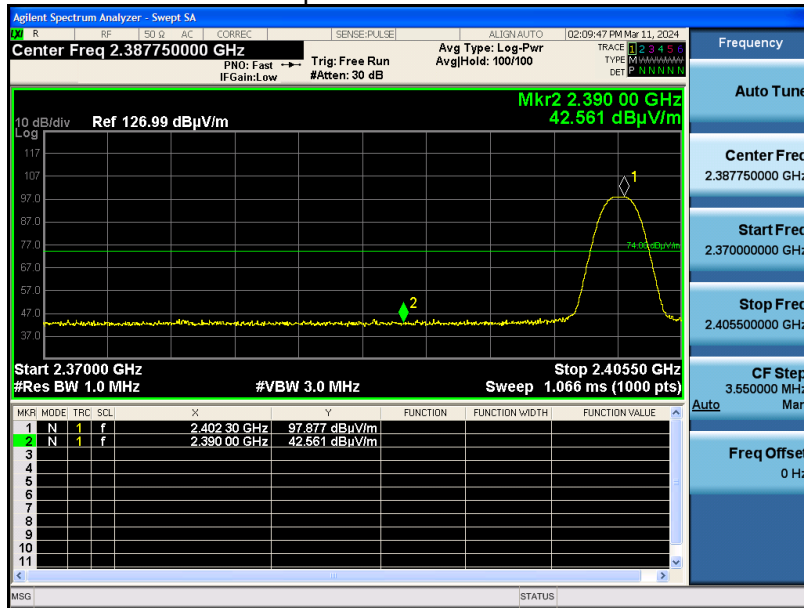 Agilent Spectrum Analyzer - Swept SA
LXI R RF 50 Ω AC CORREC SENSE:PULSE ALIGN AUTO 02:09:47 PM Mar 11, 2024
Center Freq 2.387750000 GHz
PNO: Fast
IFGain:Low
Trig: Free Run
#Atten: 30 dB
Avg Type: Log-Pwr
Avg|Hold: 100/100
TRACE 1 2 3 4 5 6
TYPE MWWWWW
DET P N N N N N
Mkr2 2.390 00 GHz
42.561 dBµV/m
10 dB/div Ref 126.99 dBµV/m
Log
117
107
97.0
87.0
77.0
67.0
57.0
47.0
37.0
1
74.00 dBµV/m
2
Start 2.37000 GHz Stop 2.40550 GHz
#Res BW 1.0 MHz #VBW 3.0 MHz Sweep 1.066 ms (1000 pts)
MKR MODE TRC SCL X Y FUNCTION FUNCTION WIDTH FUNCTION VALUE
1 N 1 f 2.402 30 GHz 97.877 dBµV/m
2 N 1 f 2.390 00 GHz 42.561 dBµV/m
3
4
5
6
7
8
9
10
11
MSG STATUS
Frequency
Auto Tune
Center Freq
2.387750000 GHz
Start Freq
2.370000000 GHz
Stop Freq
2.405500000 GHz
CF Step
3.550000 MHz
Auto Man
Freq Offset
0 Hz